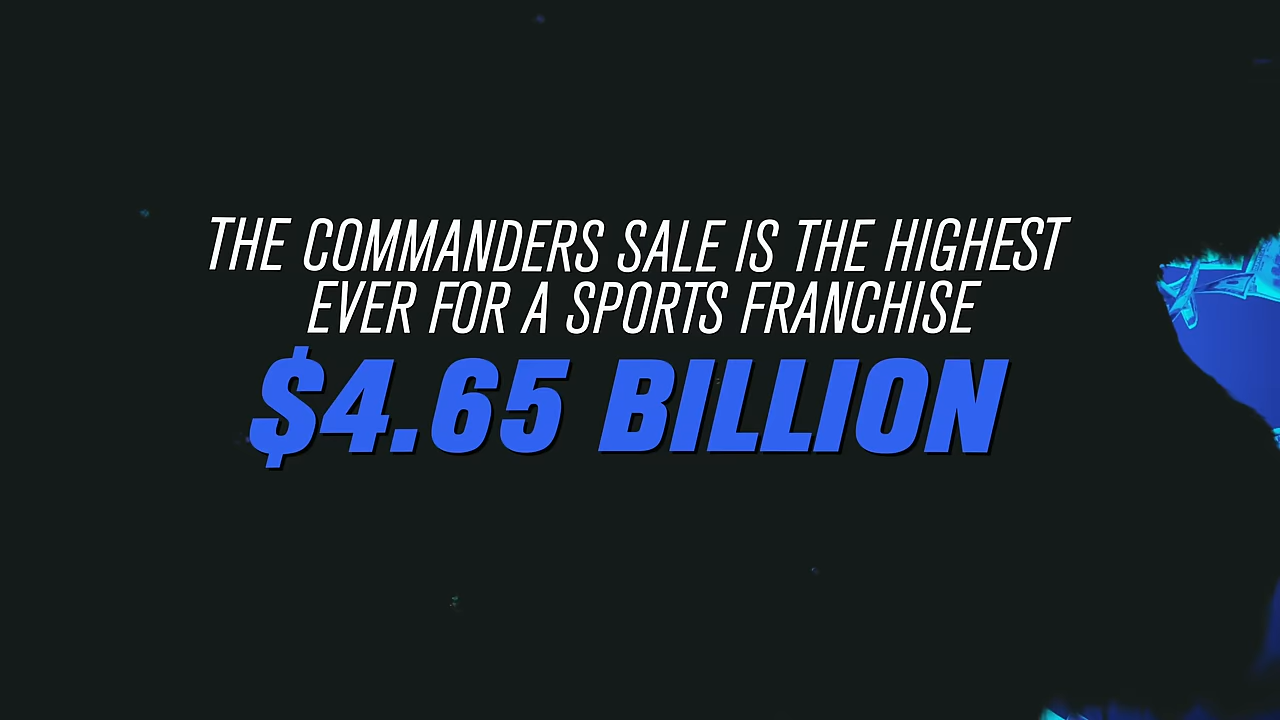 THE COMMANDERS SALE IS THE HIGHEST
EVER FOR A SPORTS FRANCHISE
$4.65 BILLION